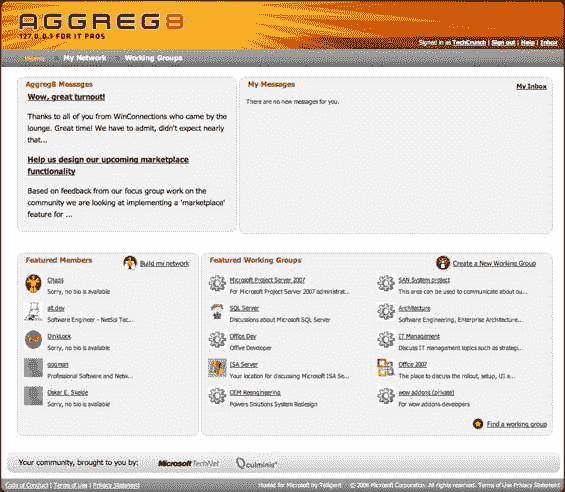 AGGREG8
127.0.0.1 FOR IT PROS
Signed in as TechCrunch | Sign out | Help | Inbox
Home » My Network » Working Groups
Aggreg8 Messages
Wow, great turnout!
Thanks to all of you from WinConnections who came by the
lounge. Great time! We have to admit, didn't expect nearly
that...
Help us design our upcoming marketplace
functionality
Based on feedback from our focus group work on the
community we are looking at implementing a 'marketplace'
feature for ...
My Messages
My Inbox
There are no new messages for you.
Featured Members
Build my network
Chaps
Sorry, no bio is available
ait.dev
Software Engineer - NetSol Tec...
DinkLock
Sorry, no bio is available
gogman
Professional Software and Netw...
Oskar E. Skeide
Sorry, no bio is available
Featured Working Groups
Create a New Working Group
Microsoft Project Server 2007
For Microsoft Project Server 2007 administrat...
SAN System project
This area can be used to communicate about ou...
SQL Server
Discussions about Microsoft SQL Server
Architecture
Software Engineering, Enterprise Architecture...
Office Dev
Office Developer
IT Management
Discuss IT management topics such as strategi...
ISA Server
Your location for discussing Microsoft ISA Se...
Office 2007
The place to discuss the rollout, setup, UI a...
CEM Reengineering
Powers Solutions System Redesign
wow addons (private)
For wow addons developers
Find a working group
Your community, brought to you by:
Microsoft TechNet
culminis
Code of Conduct | Terms of Use | Privacy Statement
Hosted for Microsoft by Telligent © 2006 Microsoft Corporation. All rights reserved. Terms of Use Privacy Statement